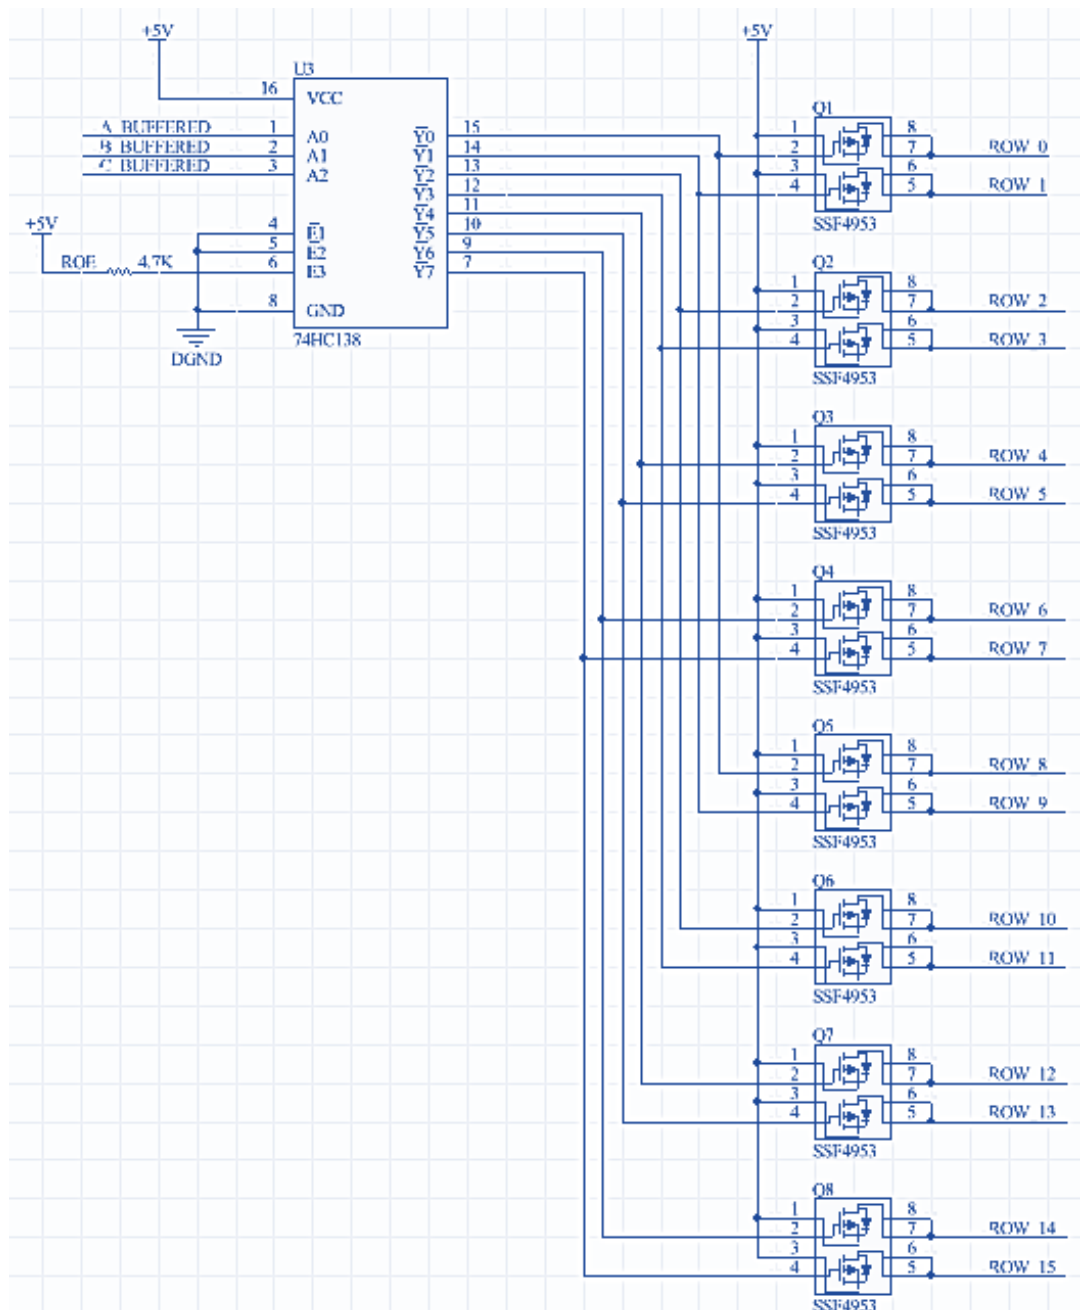 +5V
+5V
U3
16 VCC
A BUFFERED 1 A0
B BUFFERED 2 A1
C BUFFERED 3 A2
+5V
4 E1
5 E2
ROE 4.7K 6 E3
8 GND
DGND
74HC138
Y0 15
Y1 14
Y2 13
Y3 12
Y4 11
Y5 10
Y6 9
Y7 7
Q1
1 8
2 7 ROW 0
3 6
4 5 ROW 1
SSF4953
Q2
1 8
2 7 ROW 2
3 6
4 5 ROW 3
SSF4953
Q3
1 8
2 7 ROW 4
3 6
4 5 ROW 5
SSF4953
Q4
1 8
2 7 ROW 6
3 6
4 5 ROW 7
SSF4953
Q5
1 8
2 7 ROW 8
3 6
4 5 ROW 9
SSF4953
Q6
1 8
2 7 ROW 10
3 6
4 5 ROW 11
SSF4953
Q7
1 8
2 7 ROW 12
3 6
4 5 ROW 13
SSF4953
Q8
1 8
2 7 ROW 14
3 6
4 5 ROW 15
SSF4953